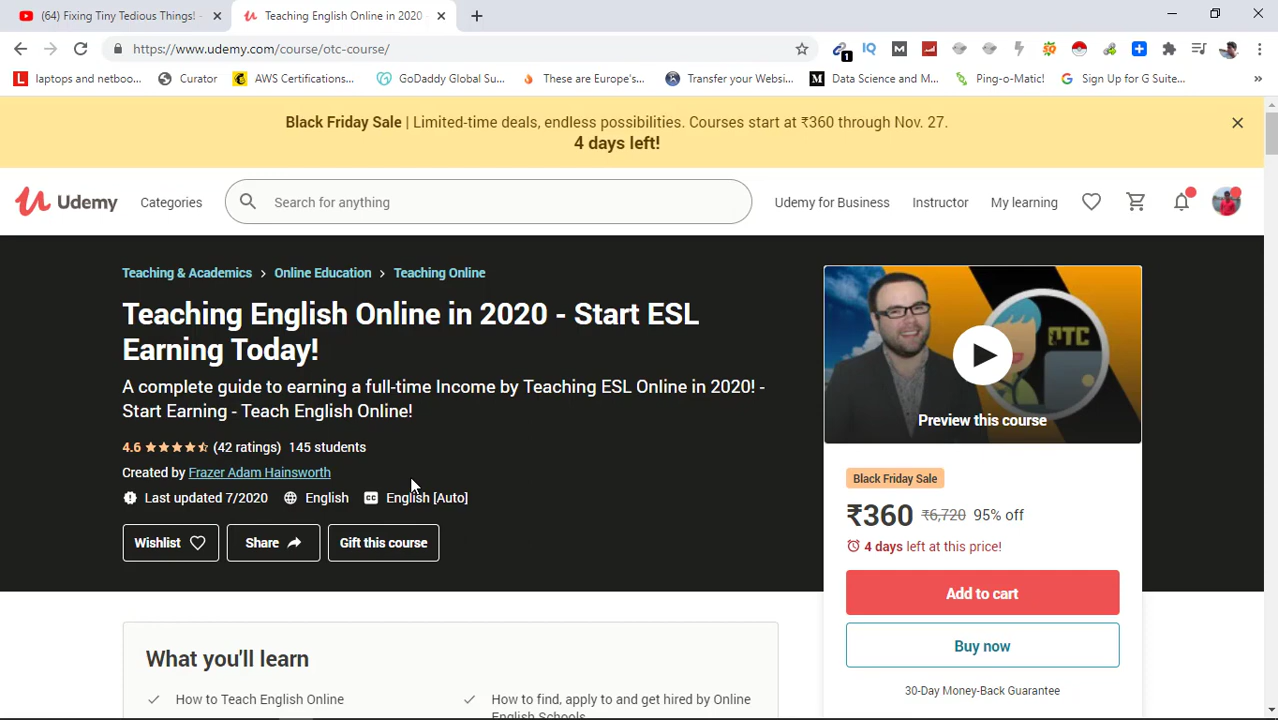 (64) Fixing Tiny Tedious Things! -
Teaching English Online in 2020 -
https://www.udemy.com/course/otc-course/
1
IQ
M
L laptops and netboo...
Curator
AWS Certifications...
GoDaddy Global Su...
These are Europe's...
Transfer your Websi...
M Data Science and M...
Ping-o-Matic!
G Sign Up for G Suite...
»
Black Friday Sale | Limited-time deals, endless possibilities. Courses start at ₹360 through Nov. 27.
4 days left!
Udemy
Categories
Search for anything
Udemy for Business
Instructor
My learning
Teaching & Academics > Online Education > Teaching Online
Teaching English Online in 2020 - Start ESL
Earning Today!
A complete guide to earning a full-time Income by Teaching ESL Online in 2020! -
Start Earning - Teach English Online!
4.6 (42 ratings) 145 students
Created by Frazer Adam Hainsworth
Last updated 7/2020 English CC English [Auto]
Wishlist
Share
Gift this course
OTC
Preview this course
Black Friday Sale
₹360 ₹6,720 95% off
4 days left at this price!
Add to cart
Buy now
30-Day Money-Back Guarantee
What you'll learn
How to Teach English Online
How to find, apply to and get hired by Online
English Schools